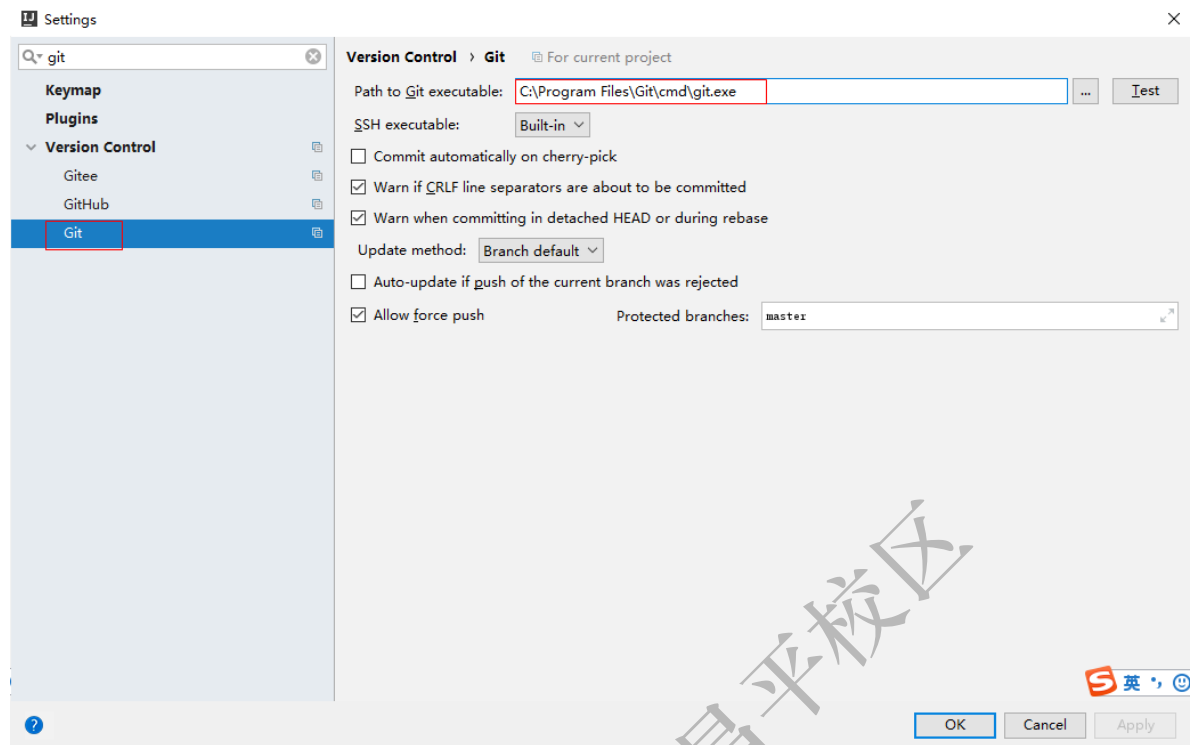 Settings
git
Keymap
Plugins
Version Control
Gitee
GitHub
Git
Version Control › Git For current project
Path to Git executable: C:\Program Files\Git\cmd\git.exe ... Test
SSH executable: Built-in
Commit automatically on cherry-pick
Warn if CRLF line separators are about to be committed
Warn when committing in detached HEAD or during rebase
Update method: Branch default
Auto-update if push of the current branch was rejected
Allow force push Protected branches: master
昌平校区
英
? OK Cancel Apply